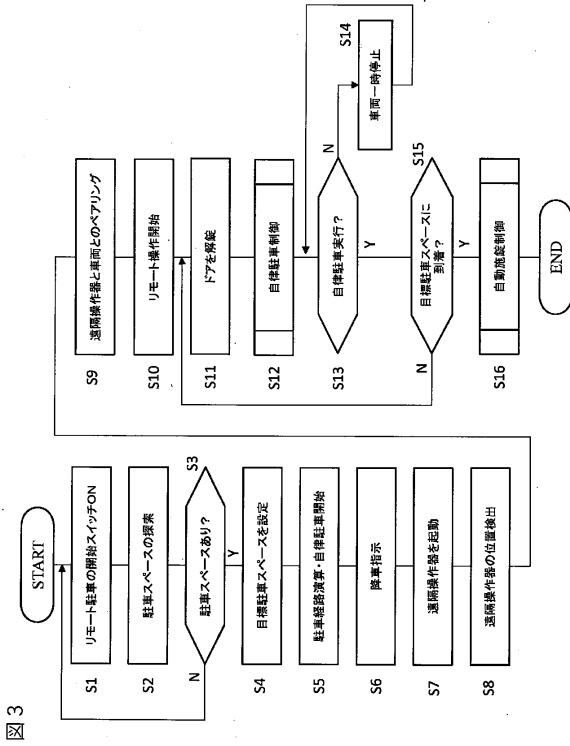 図3
START
S1
リモート駐車の開始スイッチON
S2
駐車スペースの探索
S3
駐車スペースあり？
N
Y
S4
目標駐車スペースを設定
S5
駐車経路演算・自律駐車開始
S6
降車指示
S7
遠隔操作器を起動
S8
遠隔操作器の位置検出
S9
遠隔操作器と車両とのペアリング
S10
リモート操作開始
S11
ドアを解錠
S12
自律駐車制御
S13
自律駐車実行？
N
Y
S14
車両一時停止
S15
目標駐車スペースに
到着？
N
Y
S16
自動施錠制御
END